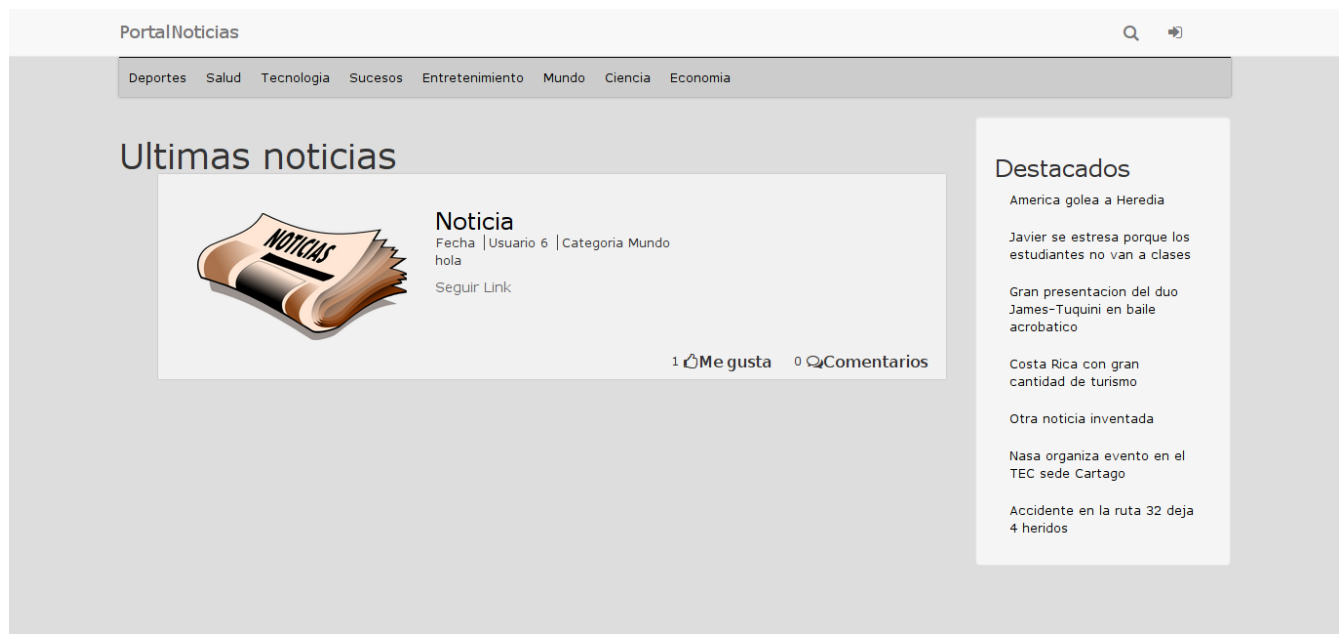 PortalNoticias
Deportes Salud Tecnologia Sucesos Entretenimiento Mundo Ciencia Economia
Ultimas noticias
NOTICIAS
Noticia
Fecha |Usuario 6 |Categoria Mundo
hola
Seguir Link
1 Me gusta 0 Comentarios
Destacados
America golea a Heredia
Javier se estresa porque los
estudiantes no van a clases
Gran presentacion del duo
James-Tuquini en baile
acrobatico
Costa Rica con gran
cantidad de turismo
Otra noticia inventada
Nasa organiza evento en el
TEC sede Cartago
Accidente en la ruta 32 deja
4 heridos